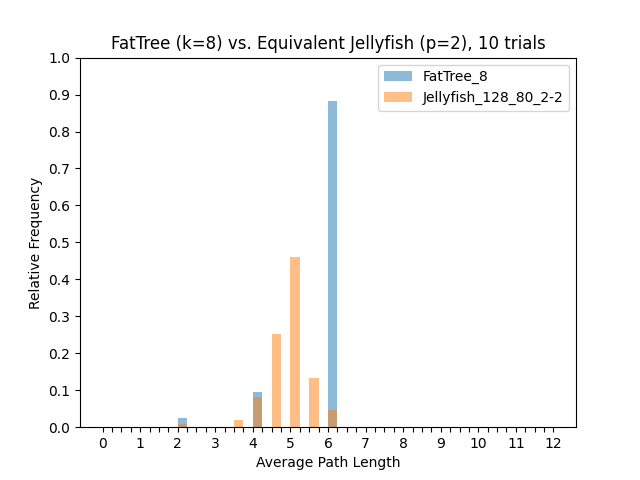 FatTree (k=8) vs. Equivalent Jellyfish (p=2), 10 trials
FatTree_8
Jellyfish_128_80_2-2
Relative Frequency
1.0
0.9
0.8
0.7
0.6
0.5
0.4
0.3
0.2
0.1
0.0
0 1 2 3 4 5 6 7 8 9 10 11 12
Average Path Length